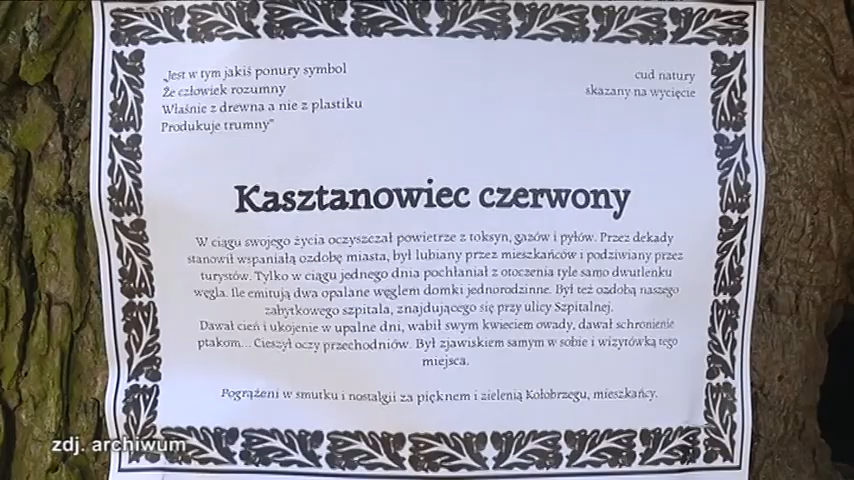 „Jest w tym jakiś ponury symbol
Że człowiek rozumny
Właśnie z drewna a nie z plastiku
Produkuje trumny"
cud natury
skazany na wycięcie
Kasztanowiec czerwony
W ciągu swojego życia oczyszczał powietrze z toksyn, gazów i pyłów. Przez dekady
stanowił wspaniałą ozdobę miasta, był lubiany przez mieszkańców i podziwiany przez
turystów. Tylko w ciągu jednego dnia pochłaniał z otoczenia tyle samo dwutlenku
węgla. Ile emitują dwa opalane węglem domki jednorodzinne. Był też ozdobą naszego
zabytkowego szpitala, znajdującego się przy ulicy Szpitalnej.
Dawał cień i ukojenie w upalne dni, wabił swym kwieciem owady, dawał schronienie
ptakom... Cieszył oczy przechodniów. Był zjawiskiem samym w sobie i wizytówką tego
miejsca.
Pogrążeni w smutku i nostalgii za pięknem i zielenią Kołobrzegu, mieszkańcy.
zdj. archiwum